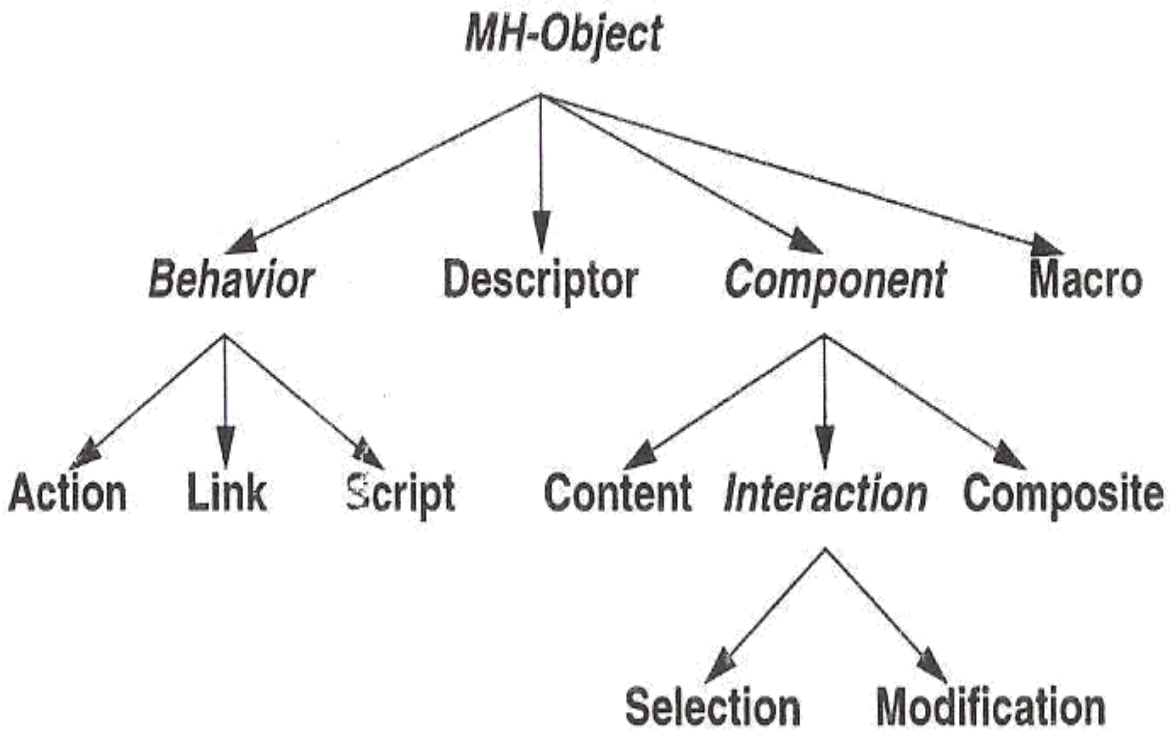 MH-Object
Behavior Descriptor Component Macro
Action Link Script Content Interaction Composite
Selection Modification